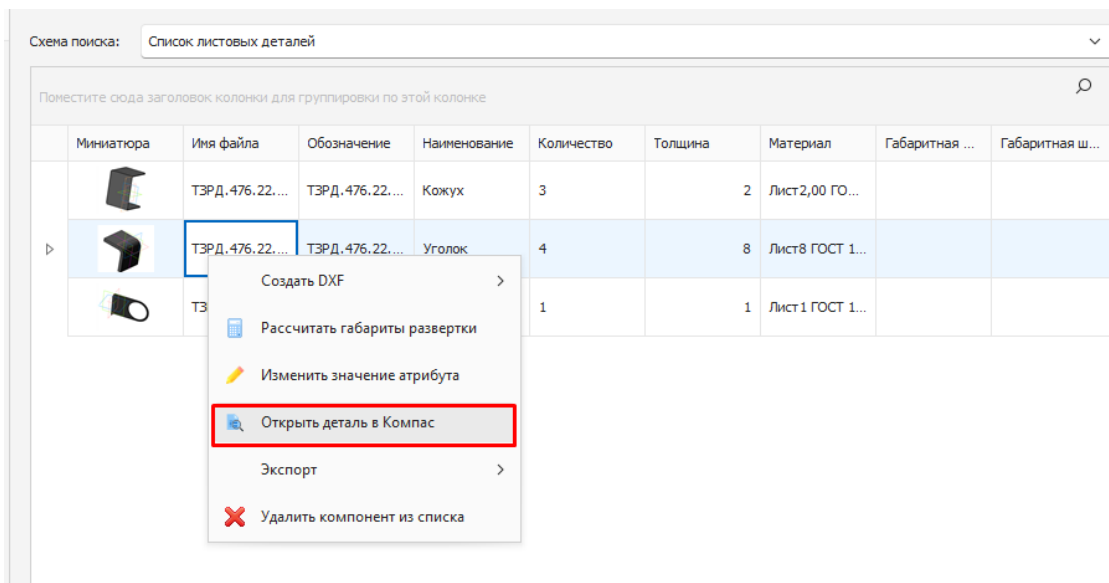 Схема поиска: Список листовых деталей
Поместите сюда заголовок колонки для группировки по этой колонке
Миниатюра Имя файла Обозначение Наименование Количество Толщина Материал Габаритная ... Габаритная ш...
ТЗРД.476.22.... ТЗРД.476.22.... Кожух 3 2 Лист2,00 ГО...
ТЗРД.476.22.... ТЗРД.476.22.... Уголок 4 8 Лист8 ГОСТ 1...
ТЗ 1 1 Лист1 ГОСТ 1...
Создать DXF
Рассчитать габариты развертки
Изменить значение атрибута
Открыть деталь в Компас
Экспорт
Удалить компонент из списка